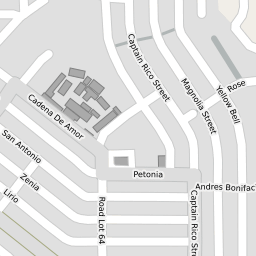 Captain Rico Street
Magnolia Street
Rose
Yellow Bell
Cadena De Amor
San Antonio
Zenia
Lirio
Petonia
Road Lot 64
Andres Bonifac
Captain Rico Str